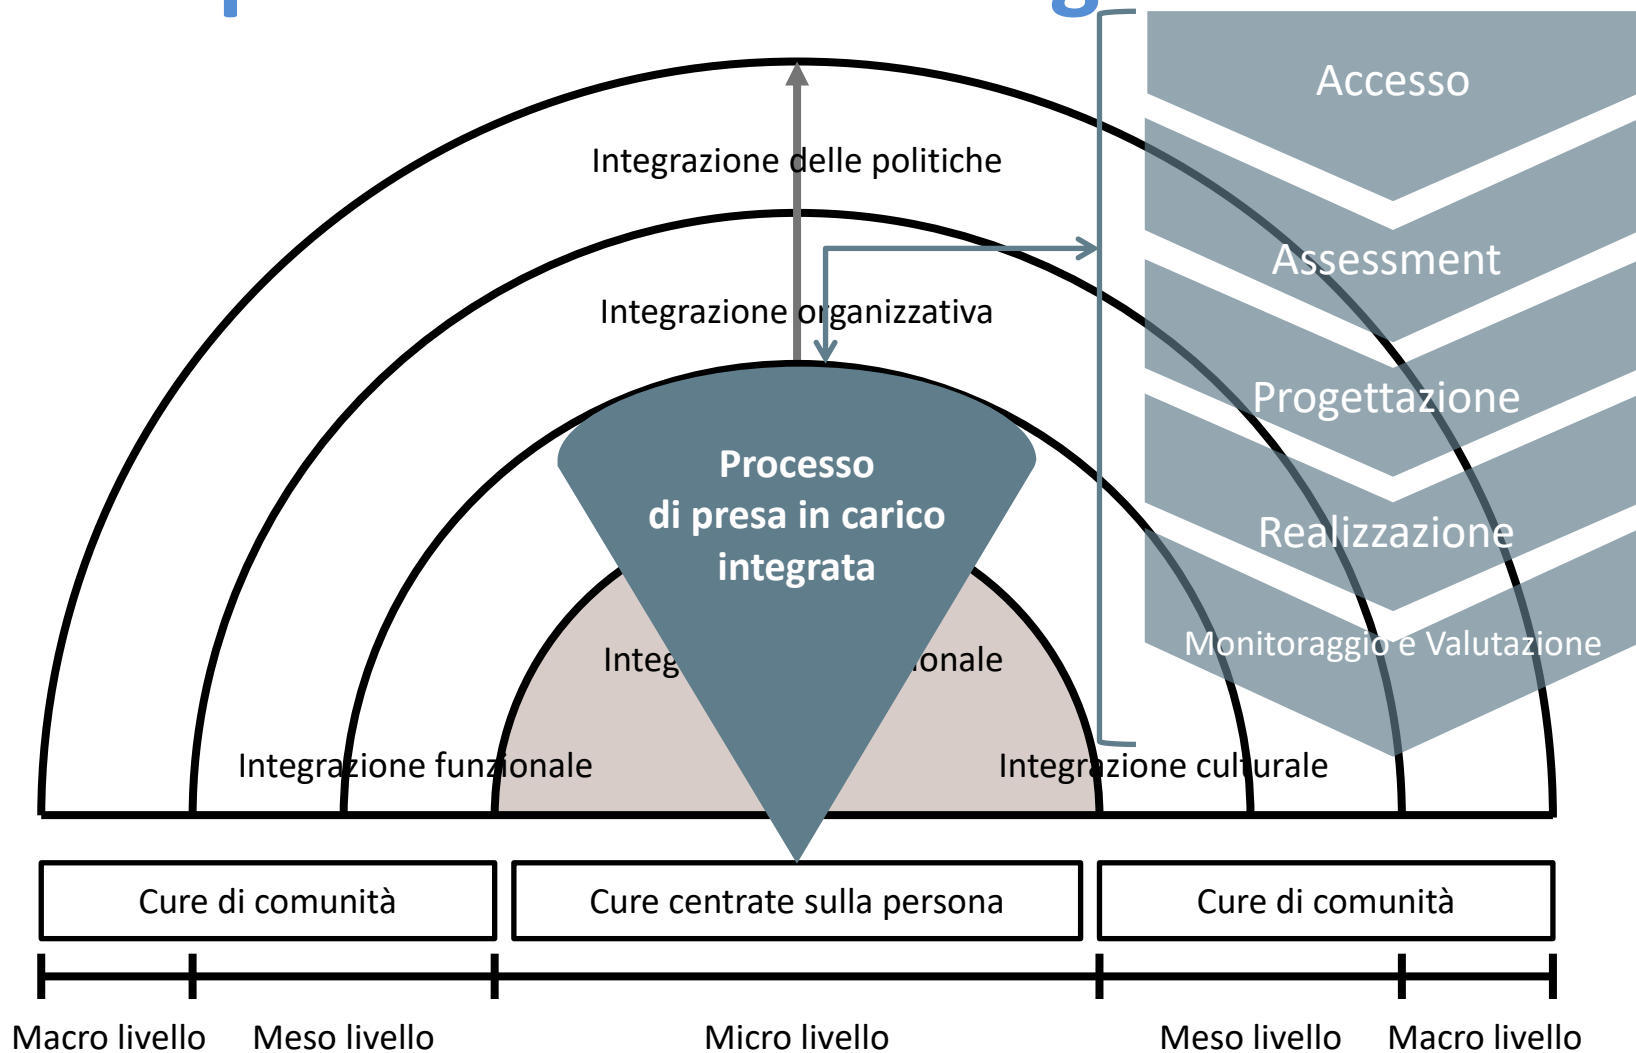 Accesso
Integrazione delle politiche
Assessment
Integrazione organizzativa
Progettazione
Processo
di presa in carico
integrata
Realizzazione
Monitoraggio e Valutazione
Integrazione funzionale
Integrazione culturale
Cure di comunità
Cure centrate sulla persona
Cure di comunità
Macro livello
Meso livello
Micro livello
Meso livello
Macro livello